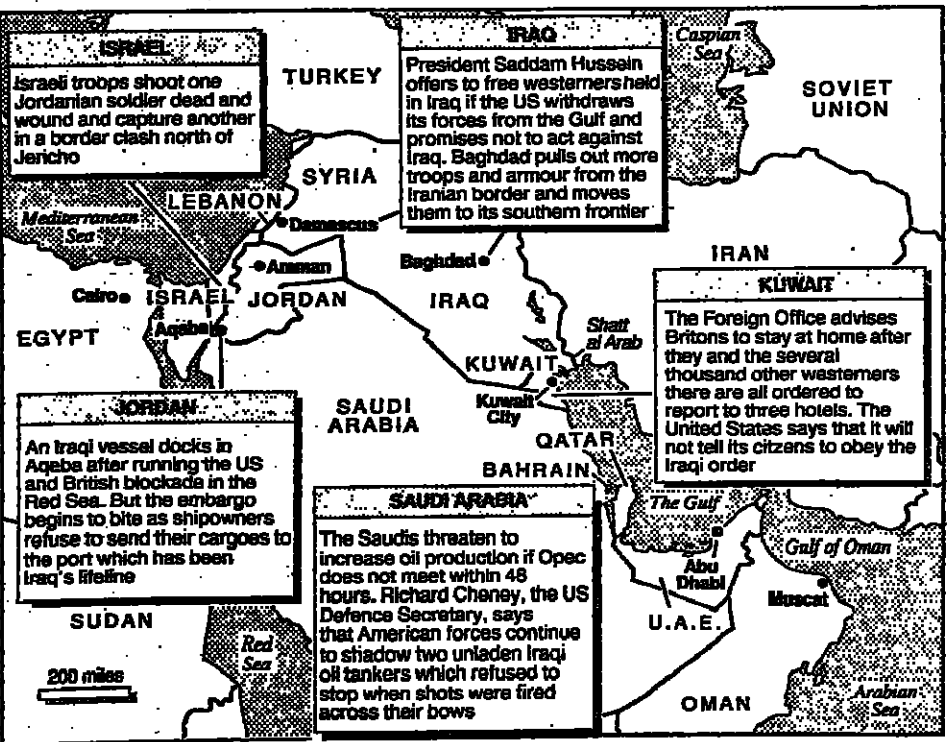 ISRAEL
Israeli troops shoot one
Jordanian soldier dead and
wound and capture another
in a border clash north of
Jericho
IRAQ
President Saddam Hussein
offers to free westerners held
in Iraq if the US withdraws
its forces from the Gulf and
promises not to act against
Iraq. Baghdad pulls out more
troops and armour from the
Iranian border and moves
them to its southern frontier
Caspian
Sea
TURKEY
SOVIET
UNION
SYRIA
LEBANON
Mediterranean
Sea
Damascus
IRAN
Amman
Baghdad
Cairo
ISRAEL
JORDAN
IRAQ
EGYPT
Aqaba
Shatt
al Arab
KUWAIT
Kuwait
City
KUWAIT
The Foreign Office advises
Britons to stay at home after
they and the several
thousand other westerners
there are all ordered to
report to three hotels. The
United States says that it will
not tell its citzens to obey the
Iraqi order
JORDAN
An Iraqi vessel docks in
Aqaba after running the US
and British blockade in the
Red Sea. But the embargo
begins to bite as shipowners
refuse to send their cargoes to
the port which has been
Iraq's lifeline
SAUDI
ARABIA
QATAR
BAHRAIN
The Gulf
SAUDI ARABIA
The Saudis threaten to
increase oil production if Opec
does not meet within 48
hours. Richard Cheney, the US
Defence Secretary, says
that American forces continue
to shadow two unladen Iraqi
oil tankers which refused to
stop when shots were fired
across their bows
Abu
Dhabi
Gulf of Oman
Muscat
U.A.E.
SUDAN
Red
Sea
200 miles
OMAN
Arabian
Sea